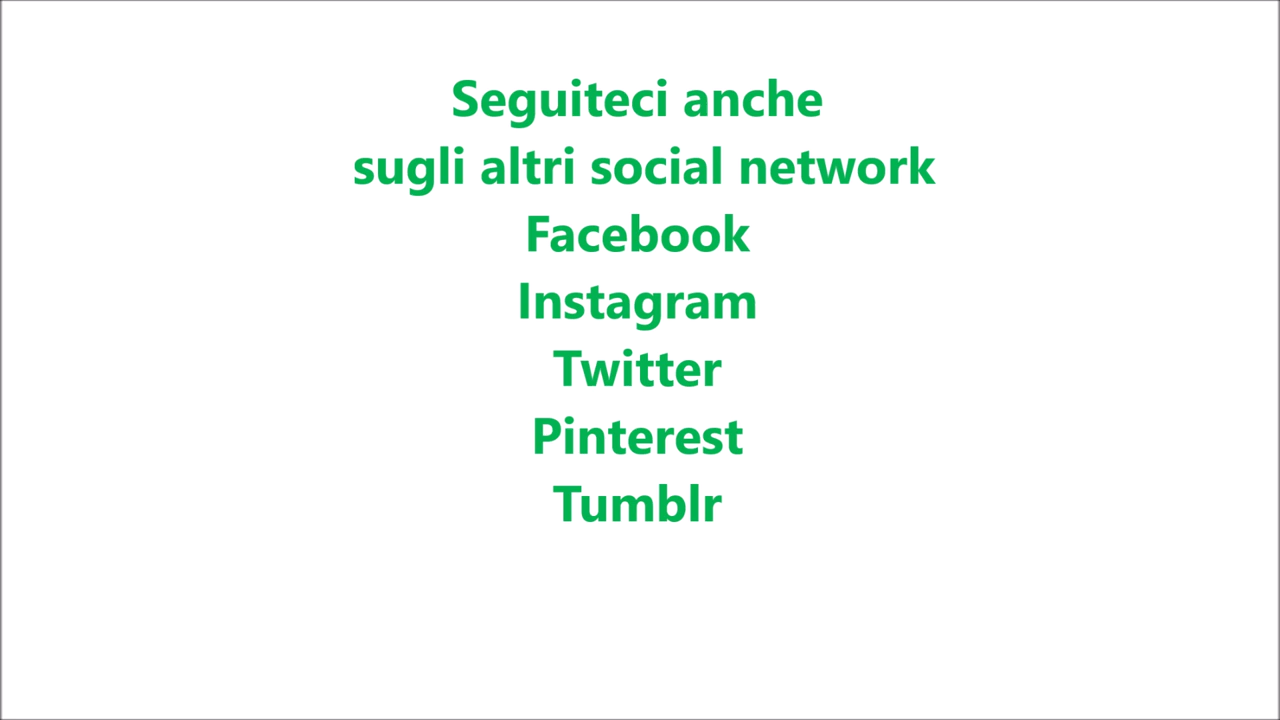 Seguiteci anche
sugli altri social network
Facebook
Instagram
Twitter
Pinterest
Tumblr